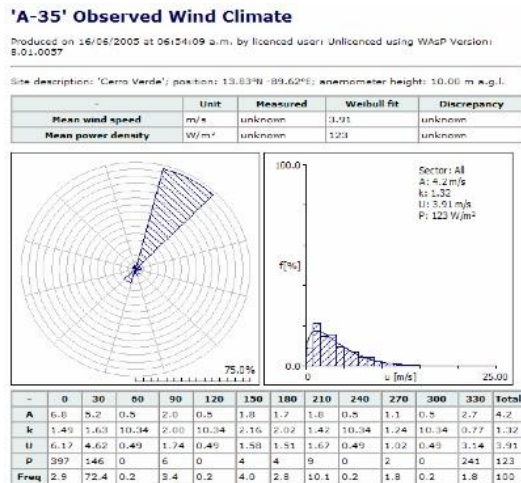 'A-35' Observed Wind Climate
Produced on 16/06/2005 at 06:54:09 a.m. by licenced user: Unlicenced using WAsP Version:
8.01.0057
Site description: 'Cerro Verde'; position: 13.83°N -89.62°E; anemometer height: 10.00 m a.g.l.
- Unit Measured Weibull fit Discrepancy
Mean wind speed m/s unknown 3.91 unknown
Mean power density W/m² unknown 123 unknown
75.0%
100.0
Sector: All
A: 4.2 m/s
k: 1.32
U: 3.91 m/s
P: 123 W/m²
f[%]
0.0
0 u [m/s] 25.00
- 0 30 60 90 120 150 180 210 240 270 300 330 Total
A 6.8 5.2 0.5 2.0 0.5 1.8 1.7 1.8 0.5 1.1 0.5 2.7 4.2
k 1.49 1.63 10.34 2.00 10.34 2.16 2.02 1.42 10.34 1.24 10.34 0.77 1.32
U 6.17 4.62 0.49 1.74 0.49 1.58 1.51 1.67 0.49 1.02 0.49 3.14 3.91
P 397 146 0 6 0 4 4 9 0 2 0 241 123
Freq 2.9 72.4 0.2 3.4 0.2 4.0 2.8 10.1 0.2 1.8 0.2 1.8 100